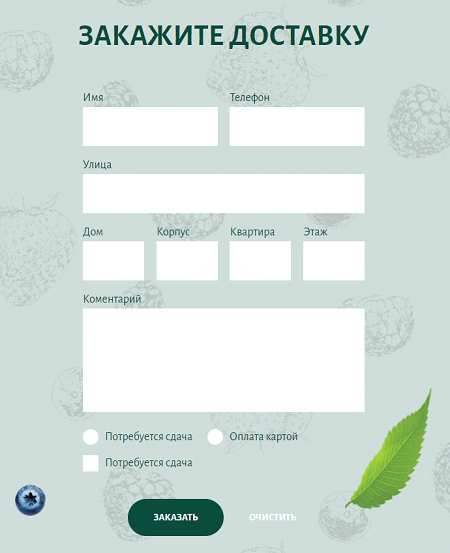 ЗАКАЖИТЕ ДОСТАВКУ
Имя Телефон
Улица
Дом Корпус Квартира Этаж
Коментарий
Потребуется сдача Оплата картой
Потребуется сдача
ЗАКАЗАТЬ ОЧИСТИТЬ